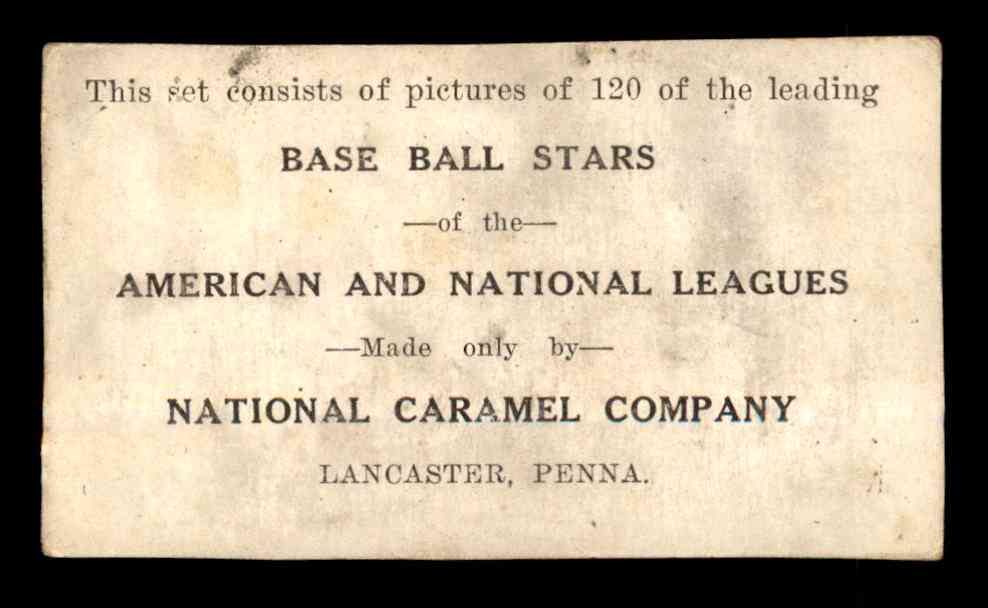 This set consists of pictures of 120 of the leading
BASE BALL STARS
—of the—
AMERICAN AND NATIONAL LEAGUES
—Made only by—
NATIONAL CARAMEL COMPANY
LANCASTER, PENNA.